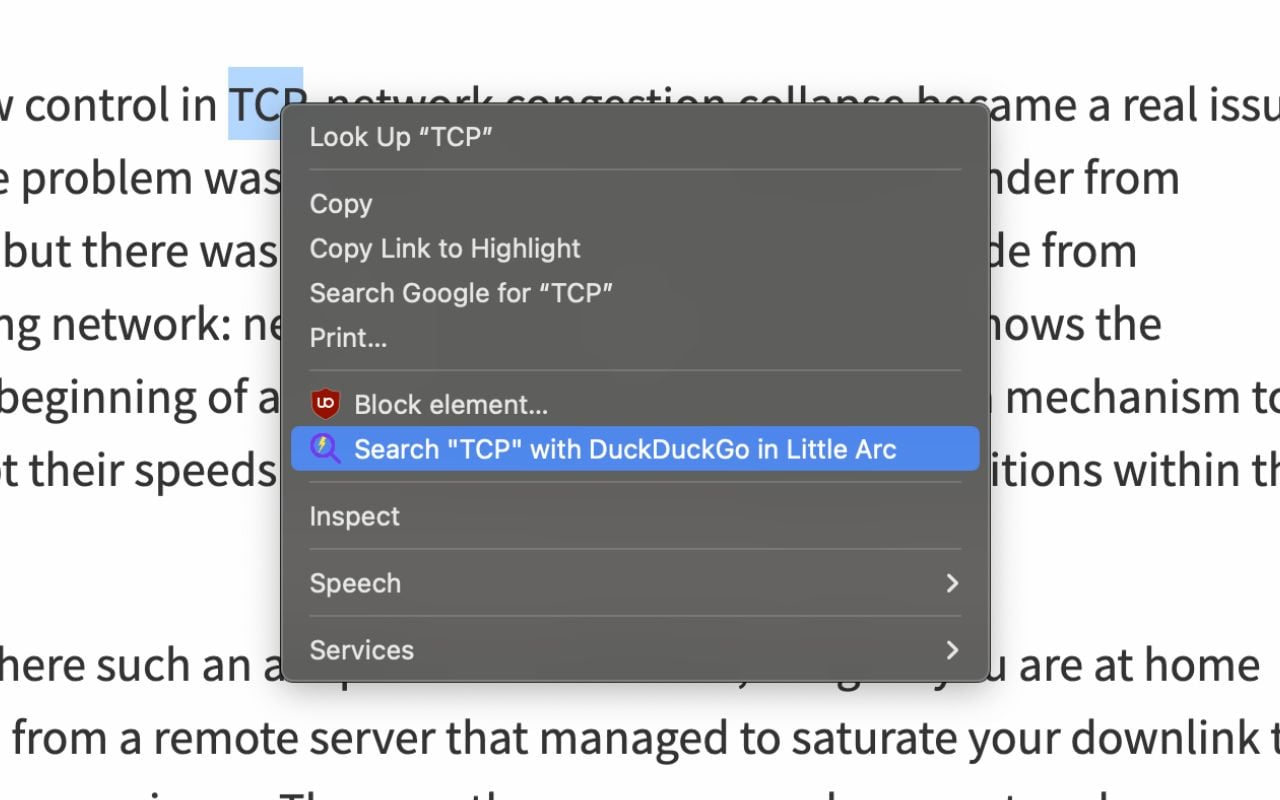 w control in TCP, network congestion collapse became a real issu
e problem was
nder from
but there was
de from
ng network: ne
hows the
beginning of a
mechanism to
t their speeds
itions within th
Look Up “TCP”
Copy
Copy Link to Highlight
Search Google for “TCP”
Print...
UO Block element...
Search "TCP" with DuckDuckGo in Little Arc
Inspect
Speech
Services
here such an a
u are at home
from a remote server that managed to saturate your downlink t